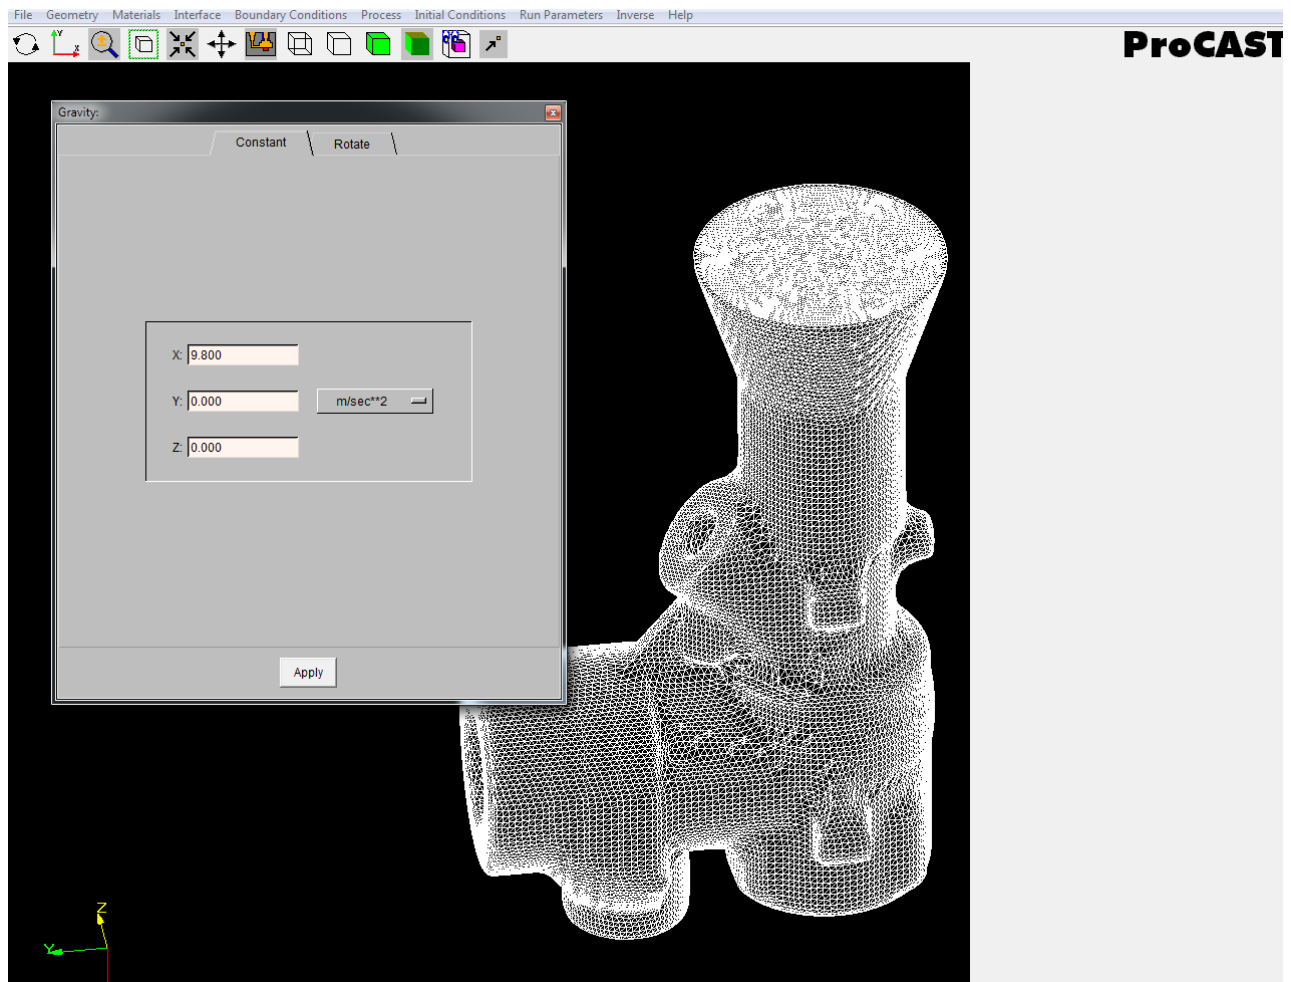 File Geometry Materials Interface Boundary Conditions Process Initial Conditions Run Parameters Inverse Help
Y
x
ProCAST
Gravity:
Constant Rotate
X: 9.800
Y: 0.000 m/sec**2
Z: 0.000
Apply
Z
Y